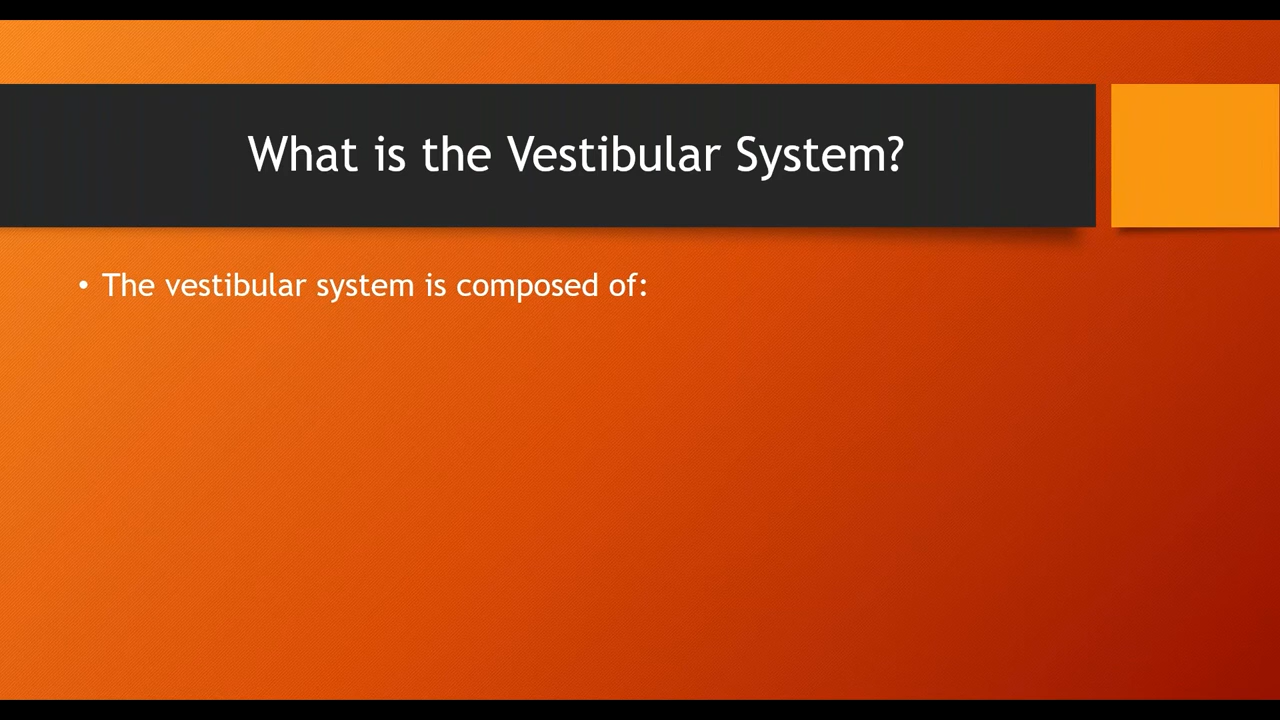 What is the Vestibular System?
• The vestibular system is composed of: